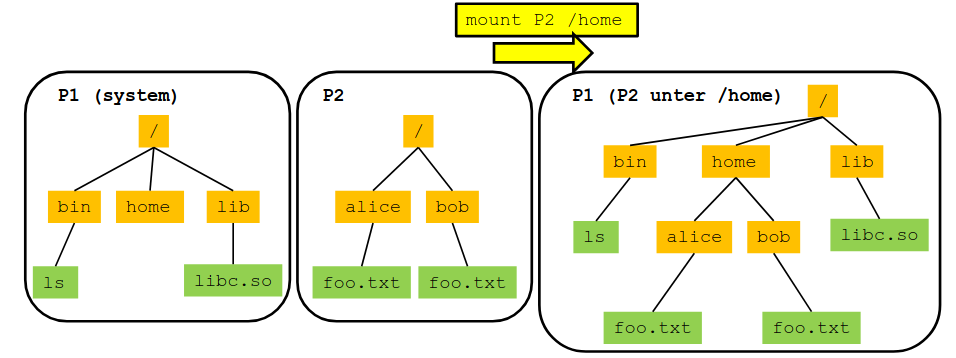 mount P2 /home
P1 (system)
/
bin home lib
ls libc.so
P2
/
alice bob
foo.txt foo.txt
P1 (P2 unter /home)
/
bin home lib
ls alice bob libc.so
foo.txt foo.txt